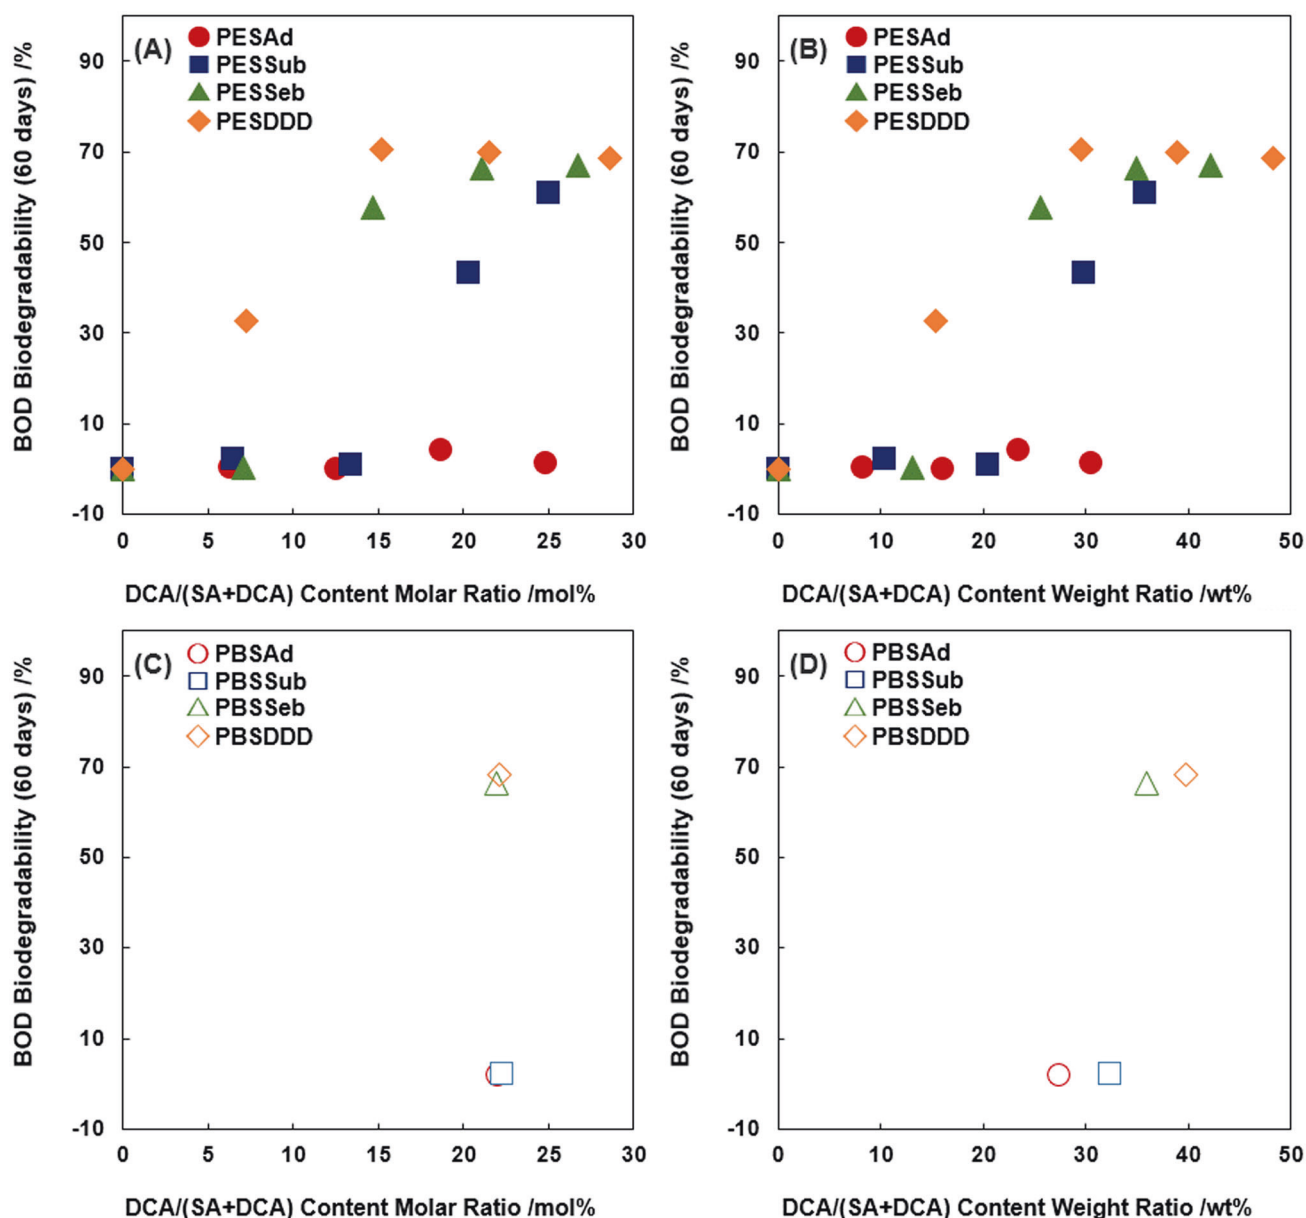 (A)
PESAd
PESSub
PESSeb
PESDDD
BOD Biodegradability (60 days) /%
90
70
50
30
10
-10
0 5 10 15 20 25 30
DCA/(SA+DCA) Content Molar Ratio /mol%
(B)
PESAd
PESSub
PESSeb
PESDDD
BOD Biodegradability (60 days) /%
90
70
50
30
10
-10
0 10 20 30 40 50
DCA/(SA+DCA) Content Weight Ratio /wt%
(C)
PBSAd
PBSSub
PBSSeb
PBSDDD
BOD Biodegradability (60 days) /%
90
70
50
30
10
-10
0 5 10 15 20 25 30
DCA/(SA+DCA) Content Molar Ratio /mol%
(D)
PBSAd
PBSSub
PBSSeb
PBSDDD
BOD Biodegradability (60 days) /%
90
70
50
30
10
-10
0 10 20 30 40 50
DCA/(SA+DCA) Content Weight Ratio /wt%